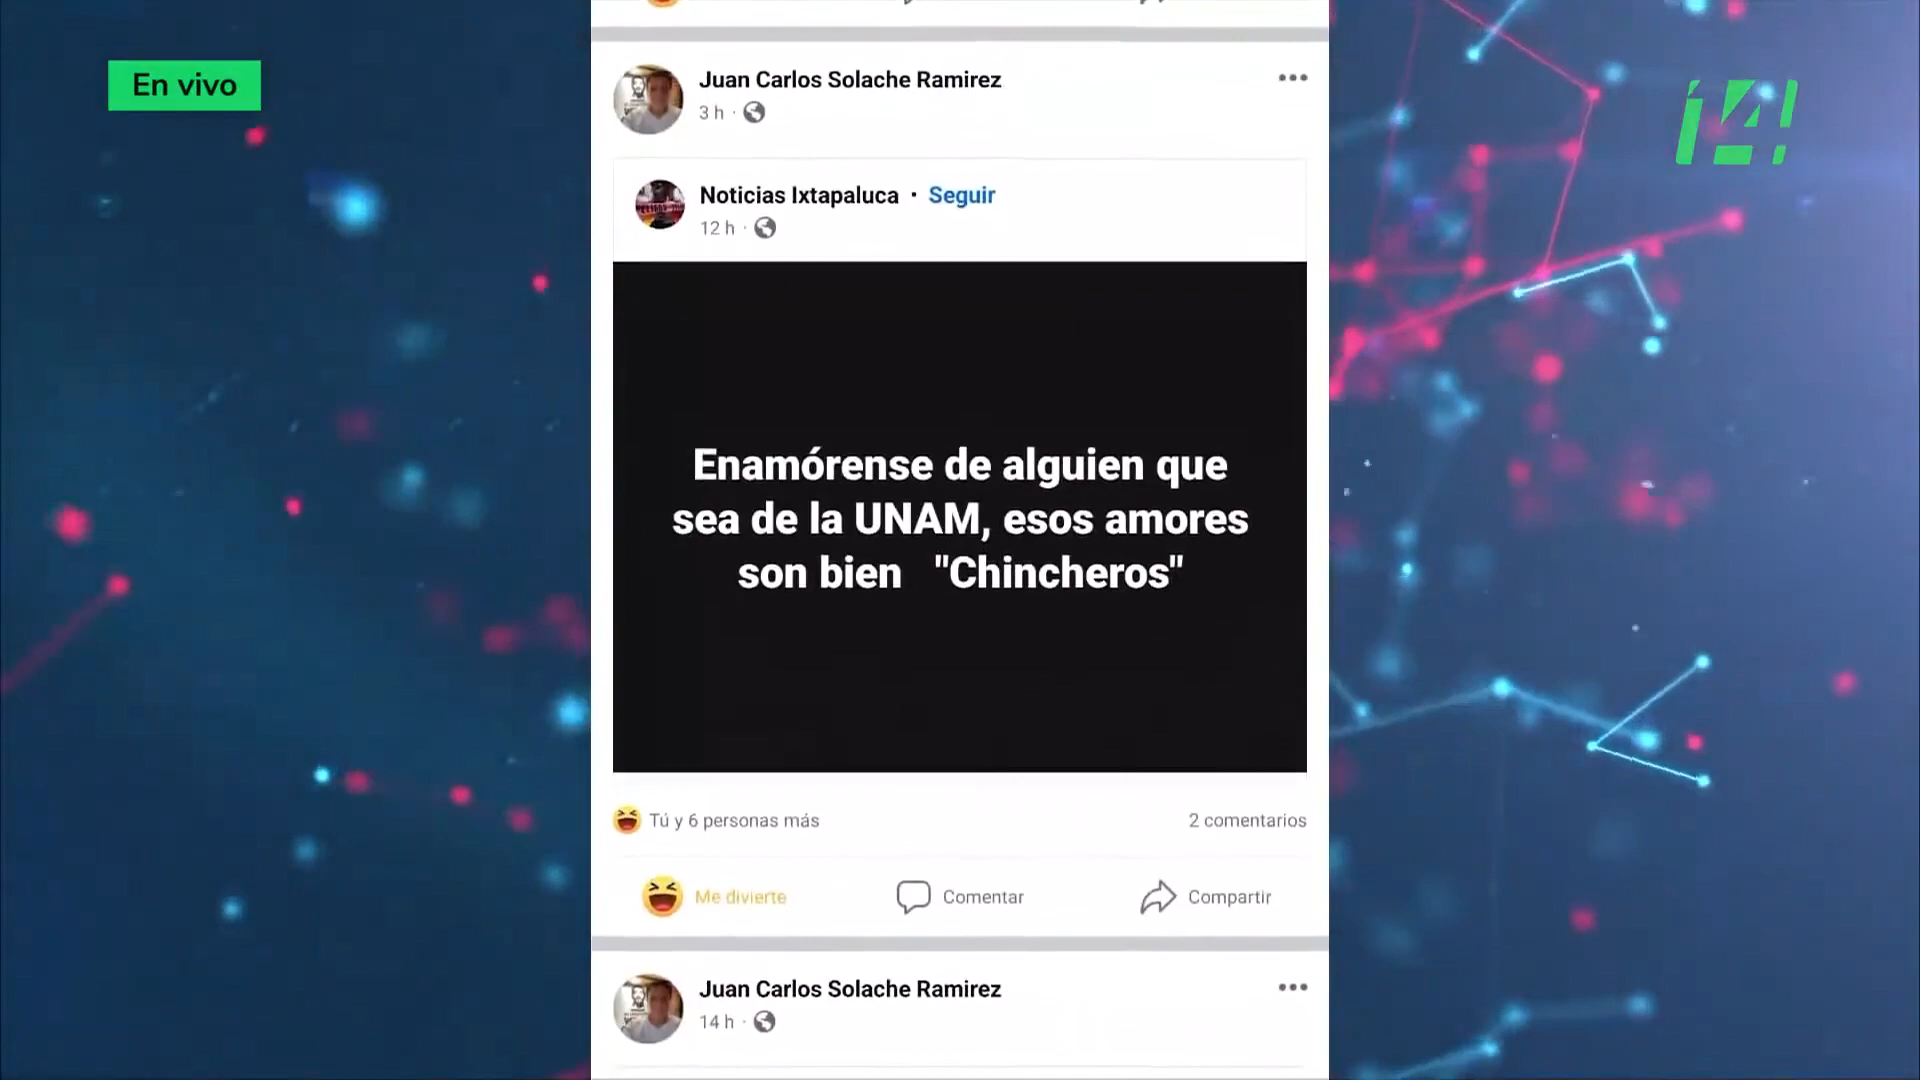 En vivo
¡4!
Juan Carlos Solache Ramirez
3 h ·
Noticias Ixtapaluca · Seguir
12 h ·
Enamórense de alguien que
sea de la UNAM, esos amores
son bien "Chincheros"
Tú y 6 personas más
2 comentarios
Me divierte
Comentar
Compartir
Juan Carlos Solache Ramirez
14 h ·